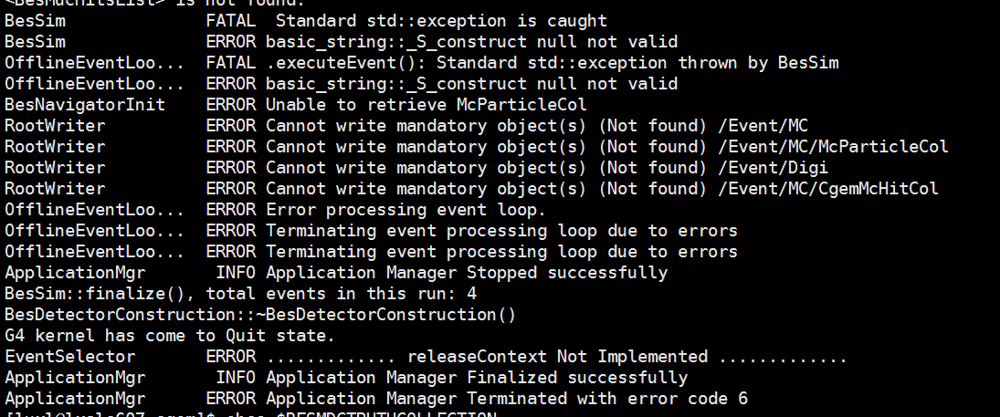 <BesMucHitsList> is not found.
BesSim FATAL Standard std::exception is caught
BesSim ERROR basic_string::_S_construct null not valid
OfflineEventLoo... FATAL .executeEvent(): Standard std::exception thrown by BesSim
OfflineEventLoo... ERROR basic_string::_S_construct null not valid
BesNavigatorInit ERROR Unable to retrieve McParticleCol
RootWriter ERROR Cannot write mandatory object(s) (Not found) /Event/MC
RootWriter ERROR Cannot write mandatory object(s) (Not found) /Event/MC/McParticleCol
RootWriter ERROR Cannot write mandatory object(s) (Not found) /Event/Digi
RootWriter ERROR Cannot write mandatory object(s) (Not found) /Event/MC/CgemMcHitCol
OfflineEventLoo... ERROR Error processing event loop.
OfflineEventLoo... ERROR Terminating event processing loop due to errors
OfflineEventLoo... ERROR Terminating event processing loop due to errors
ApplicationMgr INFO Application Manager Stopped successfully
BesSim::finalize(), total events in this run: 4
BesDetectorConstruction::~BesDetectorConstruction()
G4 kernel has come to Quit state.
EventSelector ERROR ............. releaseContext Not Implemented .............
ApplicationMgr INFO Application Manager Finalized successfully
ApplicationMgr ERROR Application Manager Terminated with error code 6